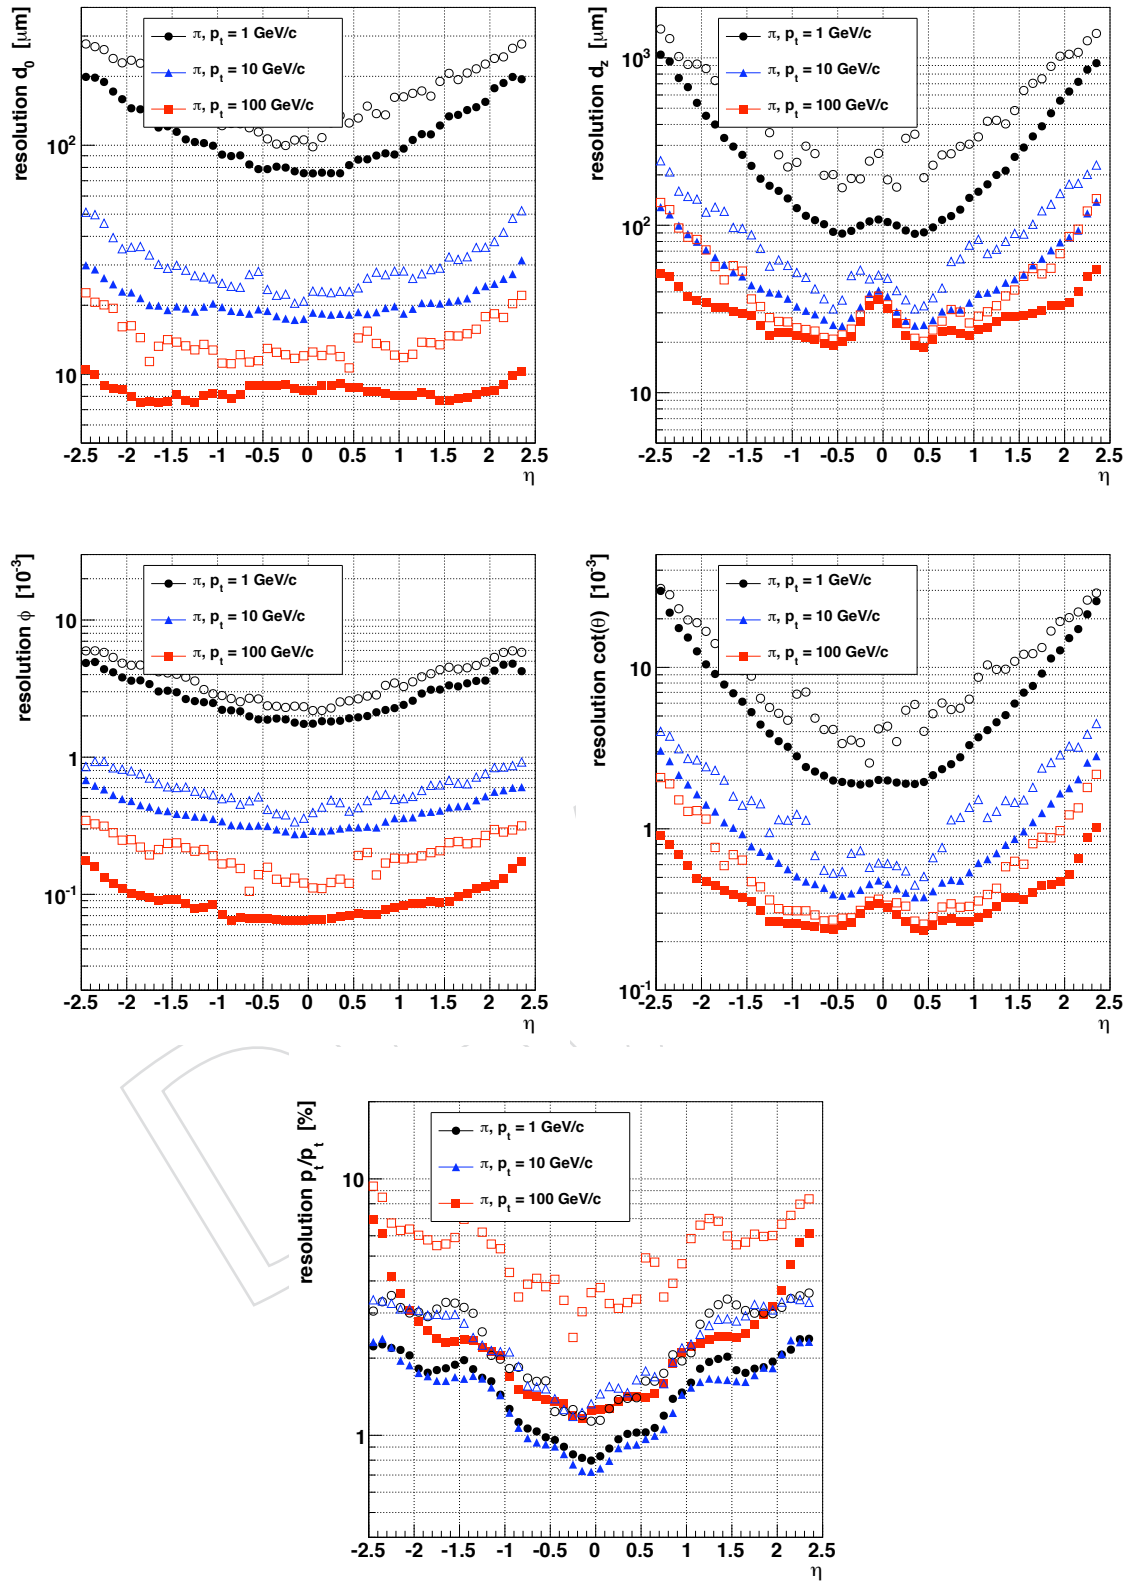 resolution d0 [μm]
π, pt = 1 GeV/c
π, pt = 10 GeV/c
π, pt = 100 GeV/c
10^2
10
-2.5 -2 -1.5 -1 -0.5 0 0.5 1 1.5 2 2.5
η
resolution dz [μm]
π, pt = 1 GeV/c
π, pt = 10 GeV/c
π, pt = 100 GeV/c
10^3
10^2
10
-2.5 -2 -1.5 -1 -0.5 0 0.5 1 1.5 2 2.5
η
resolution ϕ [10^-3]
π, pt = 1 GeV/c
π, pt = 10 GeV/c
π, pt = 100 GeV/c
10
1
10^-1
-2.5 -2 -1.5 -1 -0.5 0 0.5 1 1.5 2 2.5
η
resolution cot(θ) [10^-3]
π, pt = 1 GeV/c
π, pt = 10 GeV/c
π, pt = 100 GeV/c
10
1
10^-1
-2.5 -2 -1.5 -1 -0.5 0 0.5 1 1.5 2 2.5
η
resolution pt/pt [%]
π, pt = 1 GeV/c
π, pt = 10 GeV/c
π, pt = 100 GeV/c
10
1
-2.5 -2 -1.5 -1 -0.5 0 0.5 1 1.5 2 2.5
η